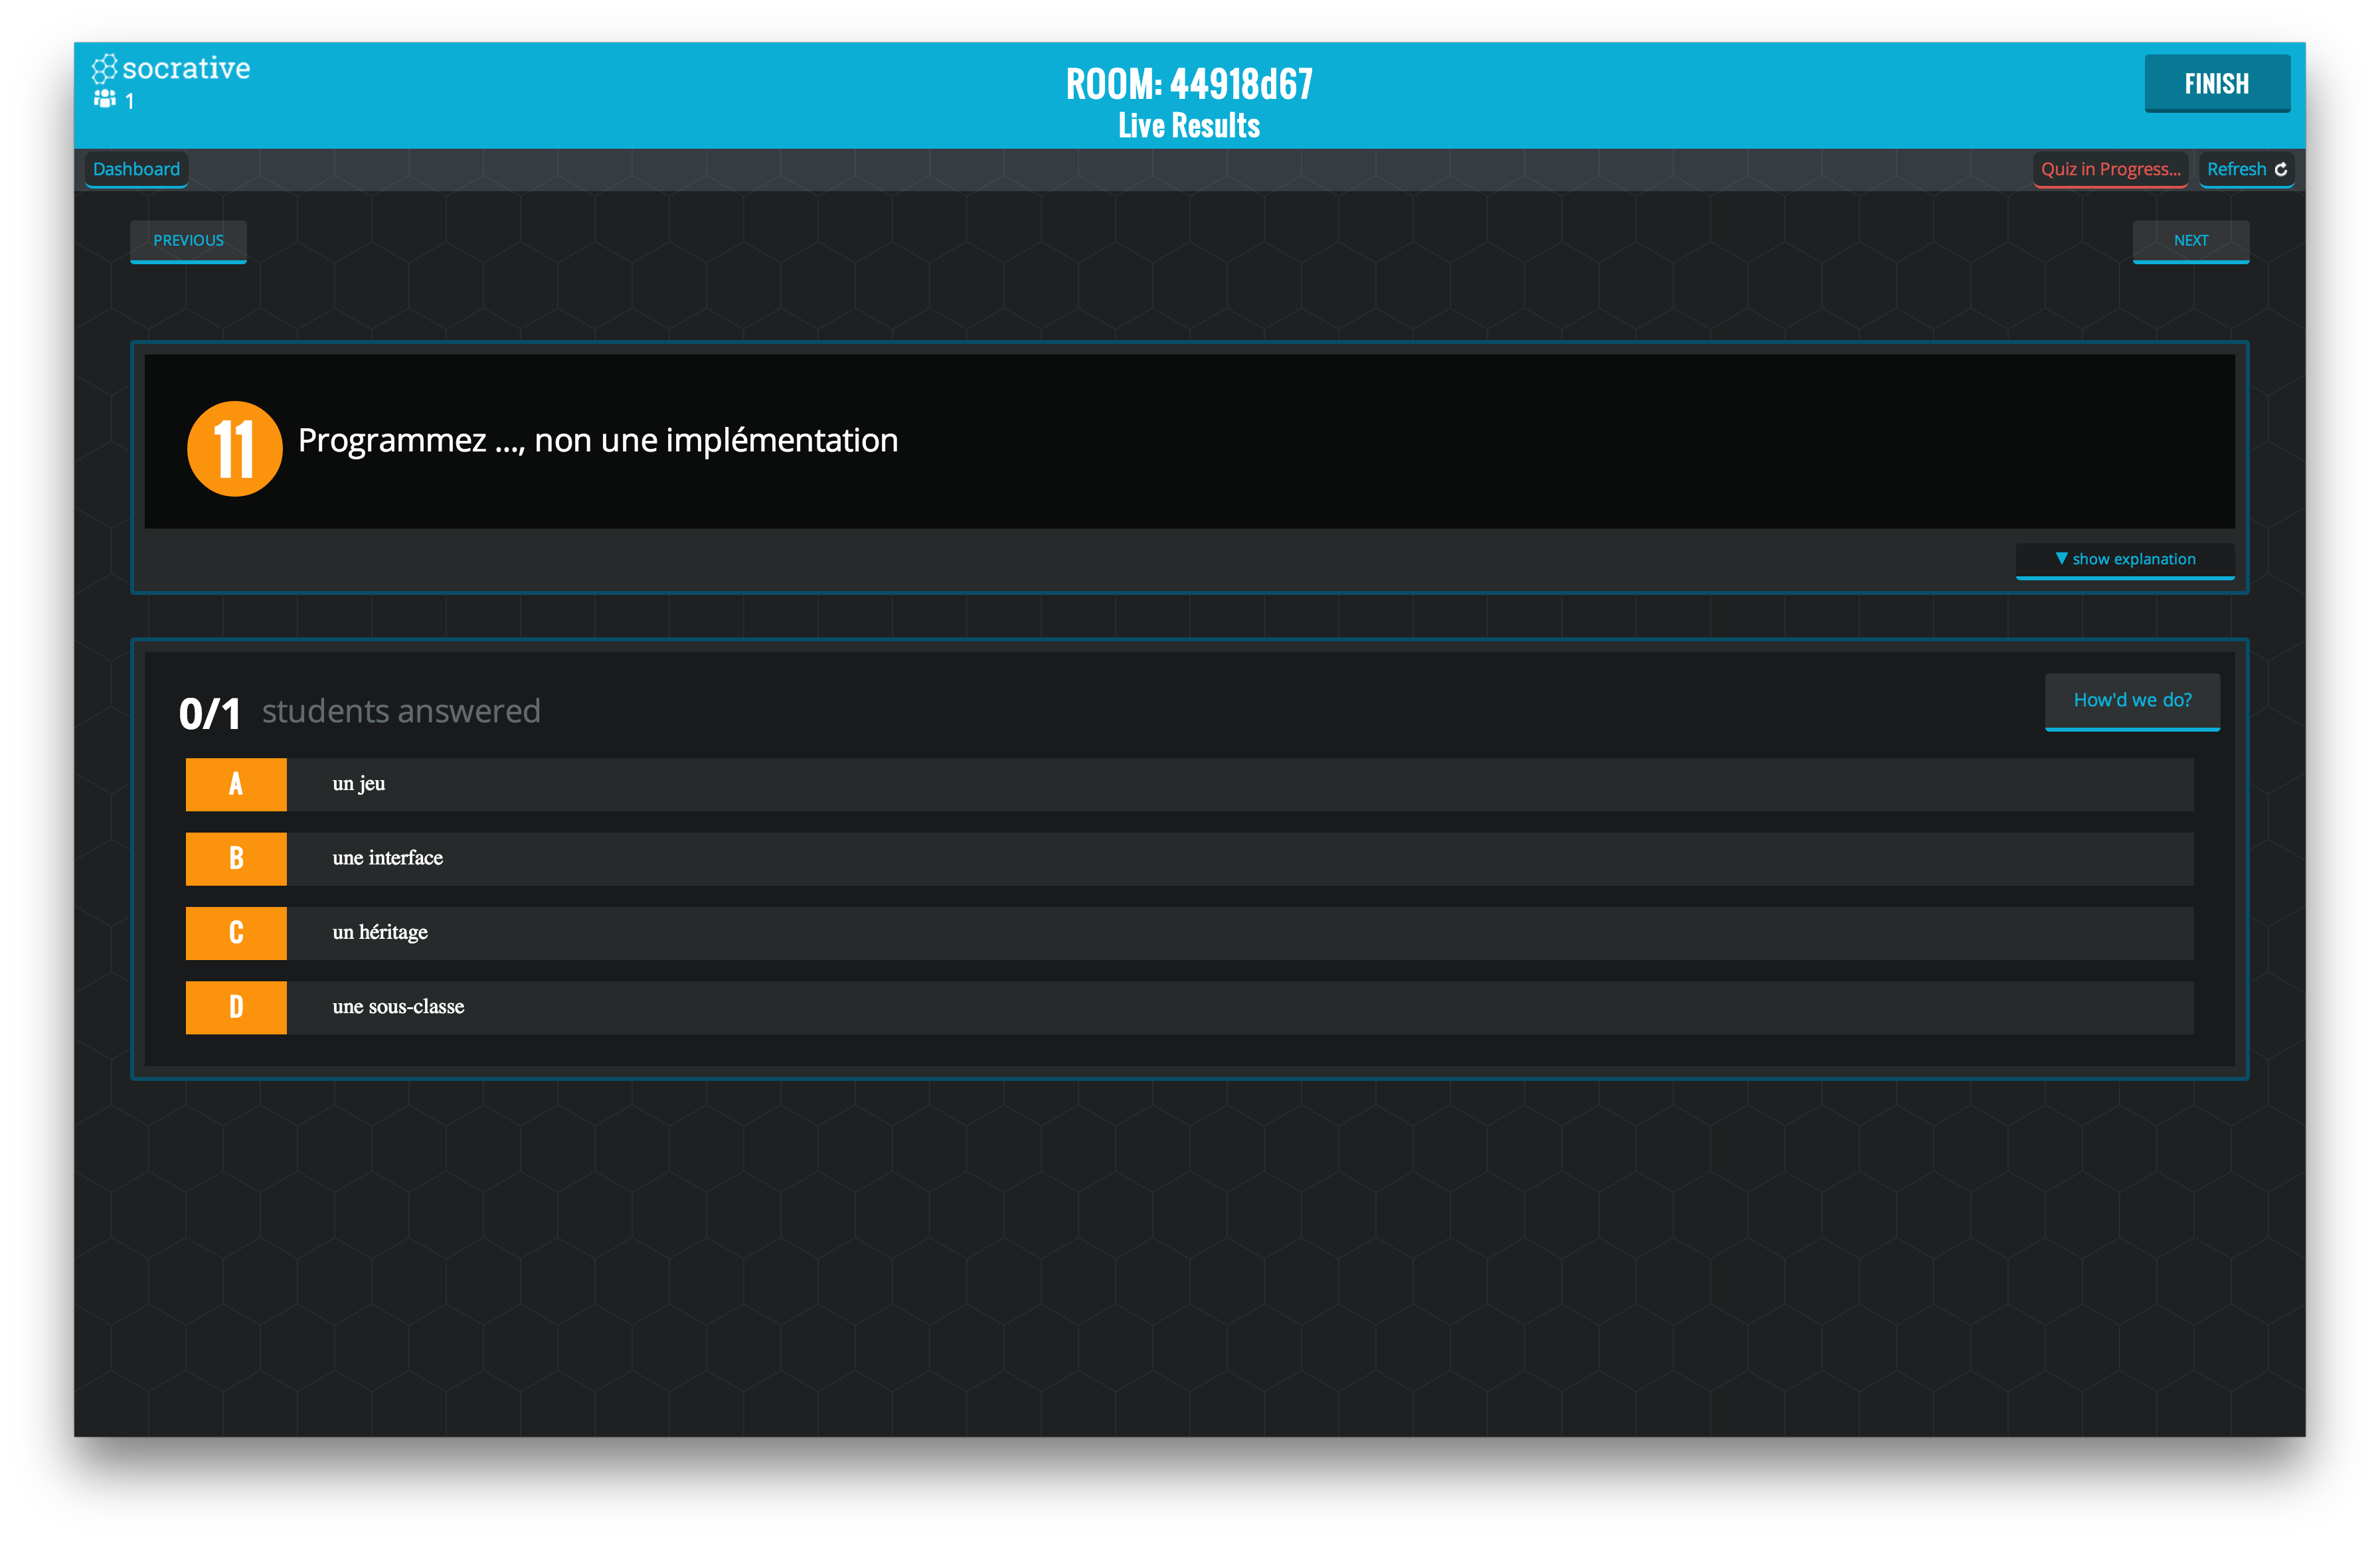 socrative
1
ROOM: 44918d67
Live Results
FINISH
Dashboard
Quiz in Progress...
Refresh
PREVIOUS
NEXT
11
Programmez ..., non une implémentation
▼ show explanation
0/1 students answered
How'd we do?
A un jeu
B une interface
C un héritage
D une sous-classe